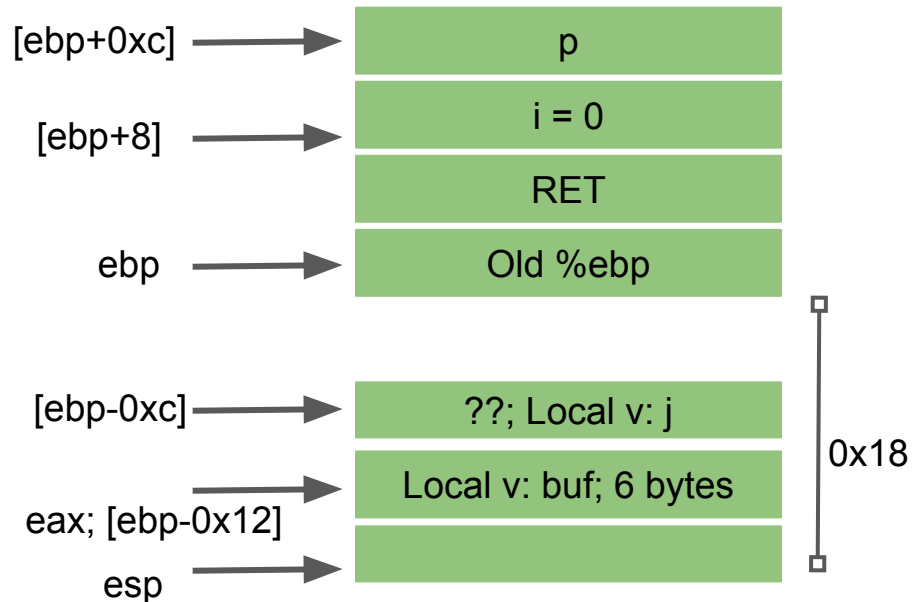 [ebp+0xc]
p
[ebp+8]
i = 0
RET
ebp
Old %ebp
[ebp-0xc]
??; Local v: j
0x18
Local v: buf; 6 bytes
eax; [ebp-0x12]
esp